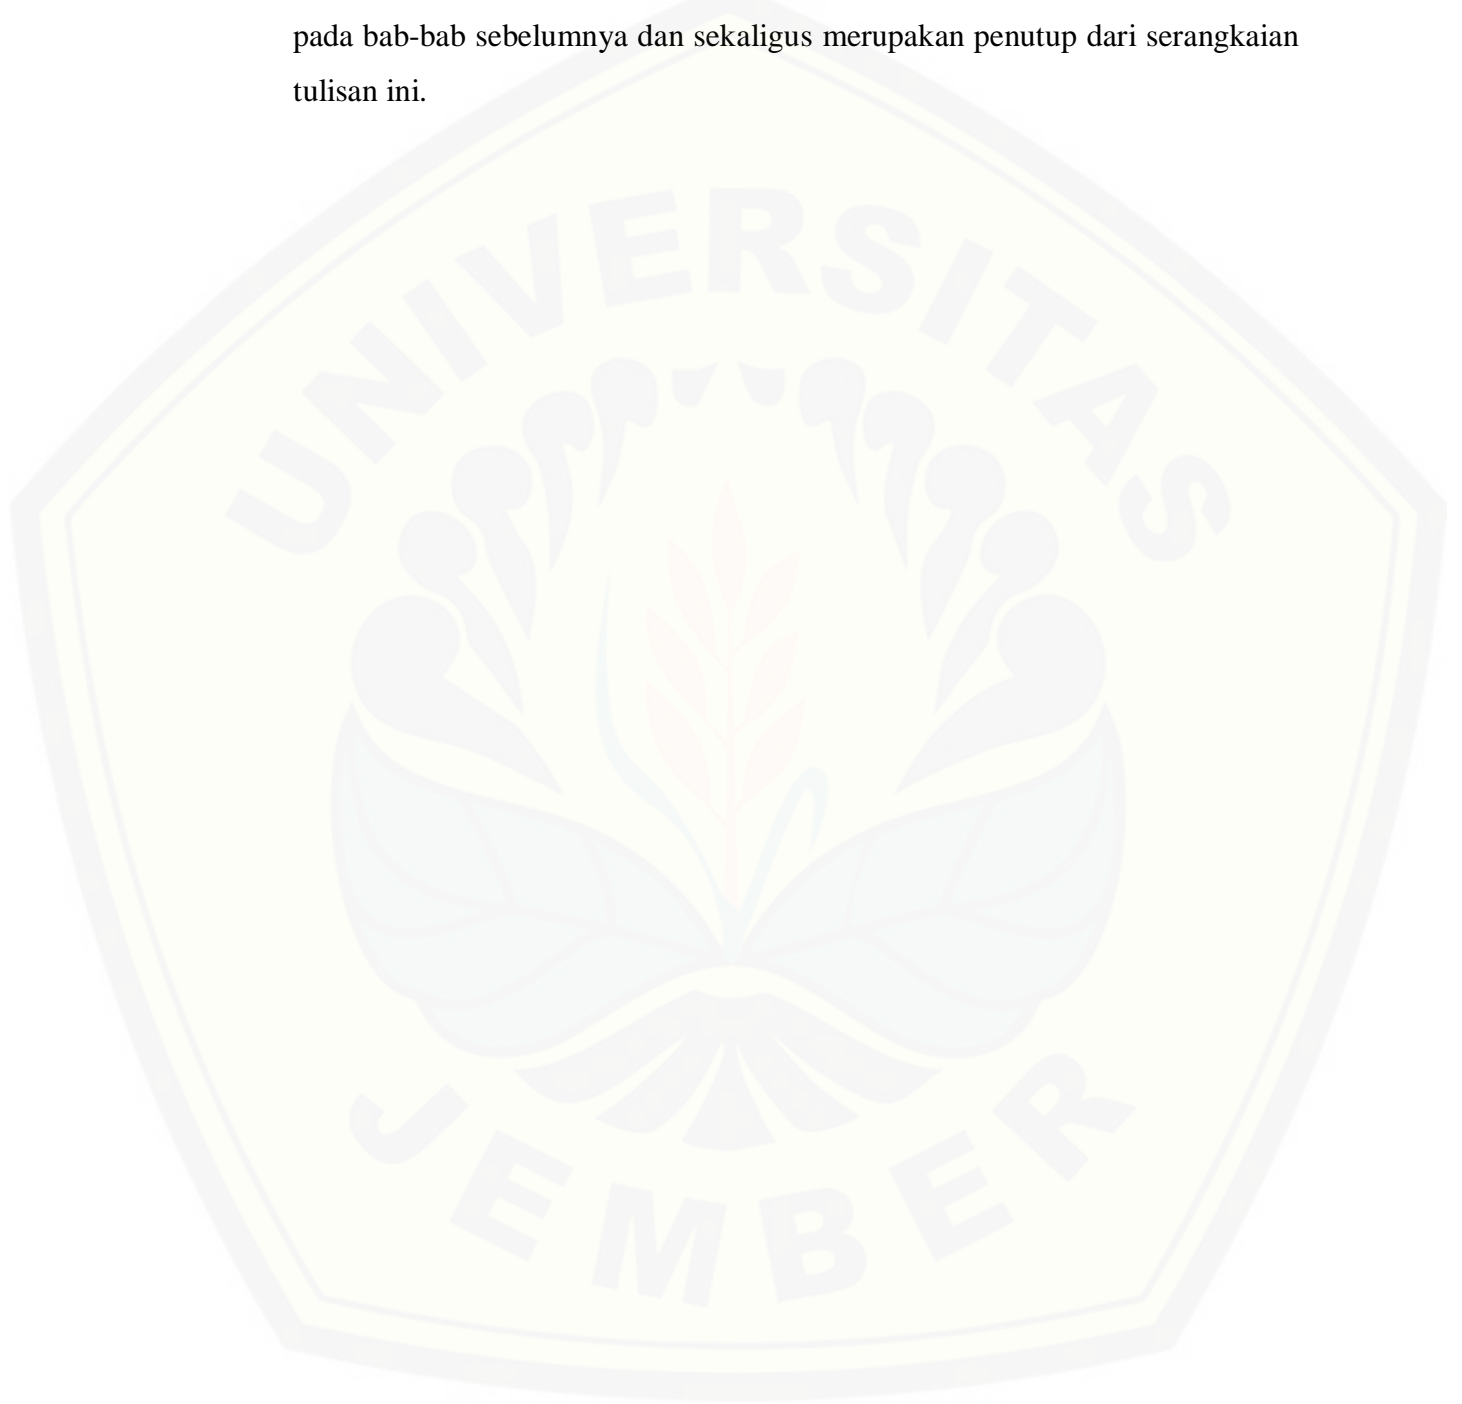 pada bab-bab sebelumnya dan sekaligus merupakan penutup dari serangkaian
tulisan ini.
UNIVERSITAS
JEMBER